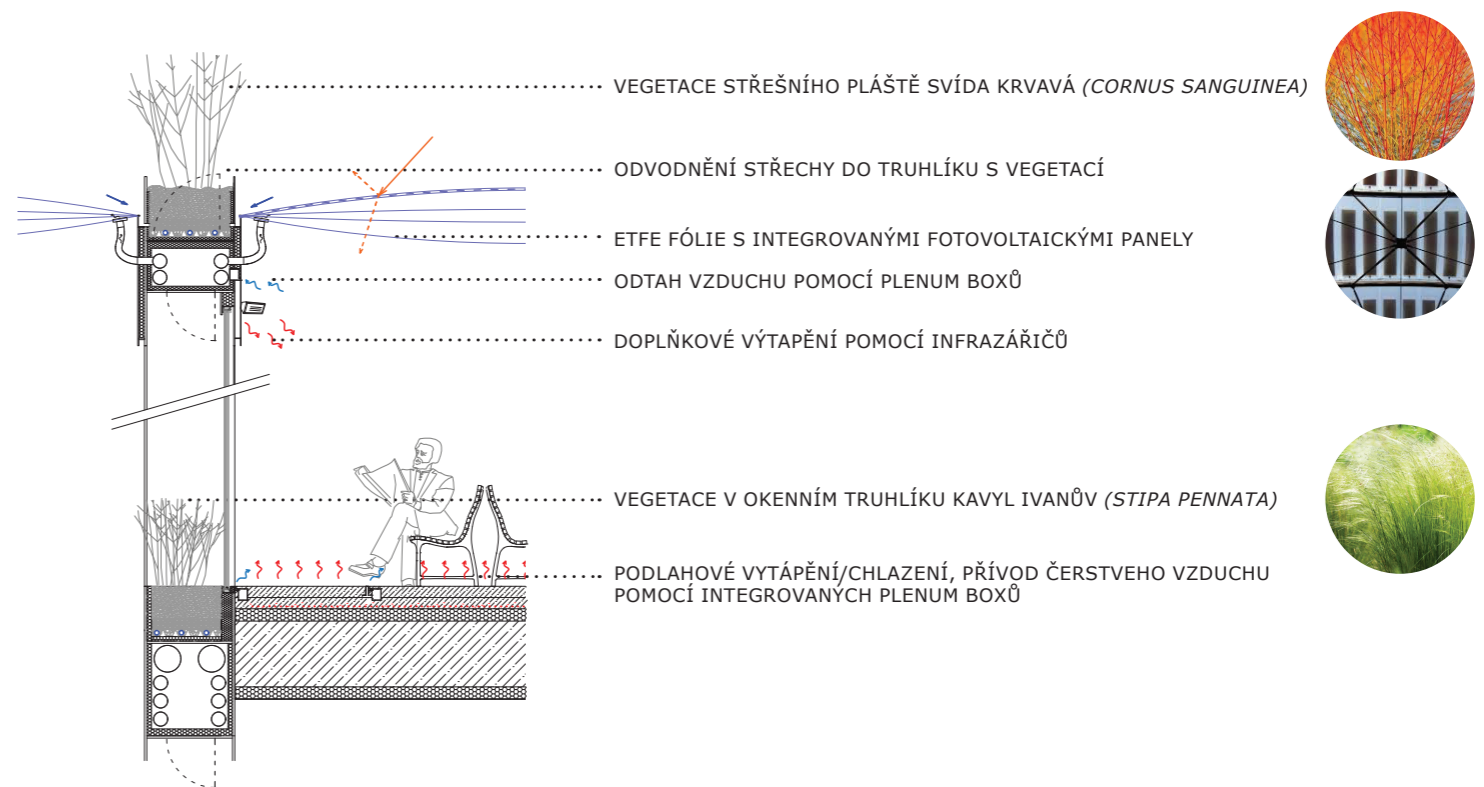 VEGETACE STŘEŠNÍHO PLÁŠTĚ SVÍDA KRVAVÁ (CORNUS SANGUINEA)
ODVODNĚNÍ STŘECHY DO TRUHLÍKU S VEGETACÍ
ETFE FÓLIE S INTEGROVANÝMI FOTOVOLTAICKÝMI PANELY
ODTAH VZDUCHU POMOCÍ PLENUM BOXŮ
DOPLŇKOVÉ VÝTAPĚNÍ POMOCÍ INFRAZÁŘIČŮ
VEGETACE V OKENNÍM TRUHLÍKU KAVYL IVANŮV (STIPA PENNATA)
PODLAHOVÉ VYTÁPĚNÍ/CHLAZENÍ, PŘÍVOD ČERSTVEHO VZDUCHU
POMOCÍ INTEGROVANÝCH PLENUM BOXŮ